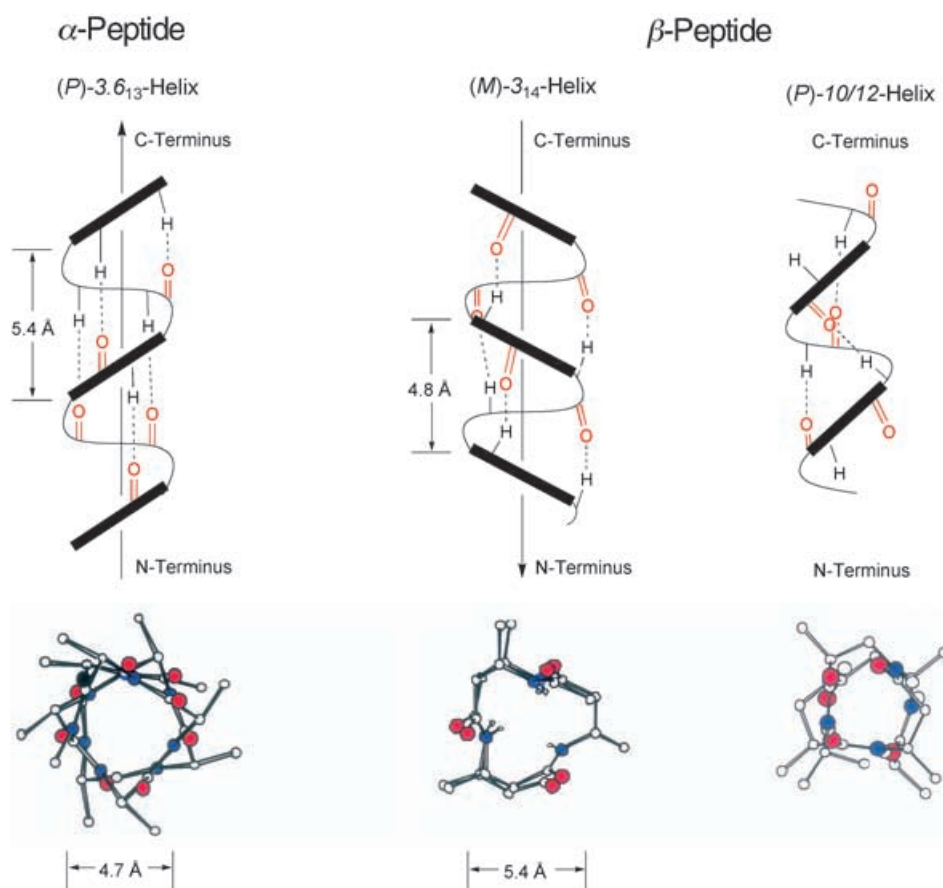 α-Peptide
β-Peptide
(P)-3.6₁₃-Helix
(M)-3₁₄-Helix
(P)-10/12-Helix
C-Terminus
C-Terminus
C-Terminus
H
H
O
H
H
O
H
O
H
O
O
O
5.4 Å
N-Terminus
O
H
O
O
H
H
O
H
O
H
H
4.8 Å
N-Terminus
O
H
H
O
O
H
H
O
O
H
N-Terminus
4.7 Å
5.4 Å